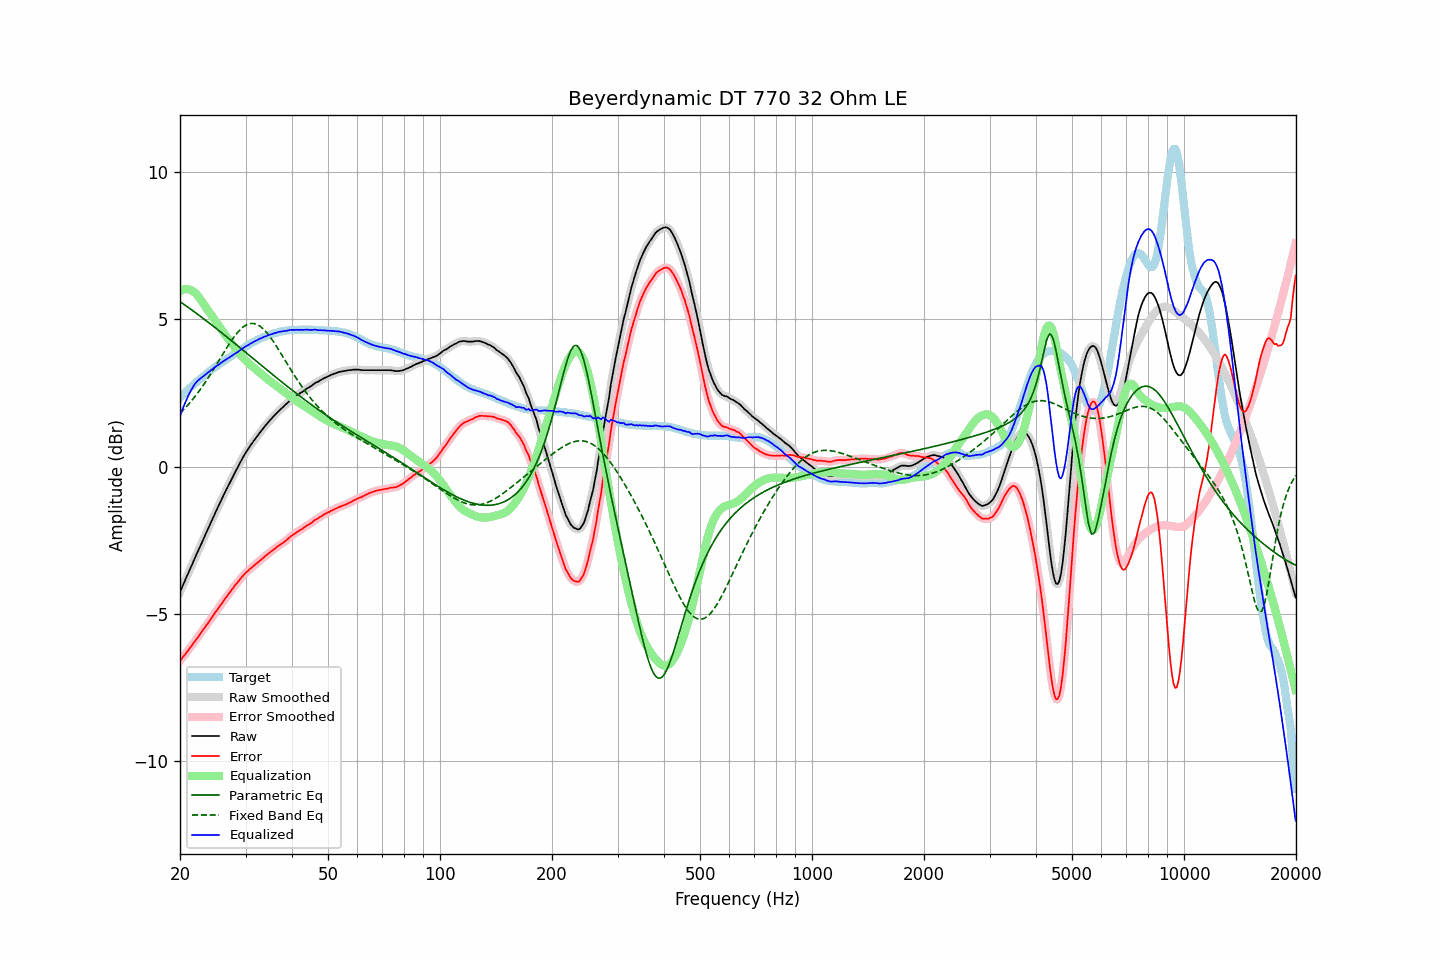 Beyerdynamic DT 770 32 Ohm LE
Amplitude (dBr)
10
5
0
−5
−10
Target
Raw Smoothed
Error Smoothed
Raw
Error
Equalization
Parametric Eq
Fixed Band Eq
Equalized
20 50 100 200 500 1000 2000 5000 10000 20000
Frequency (Hz)